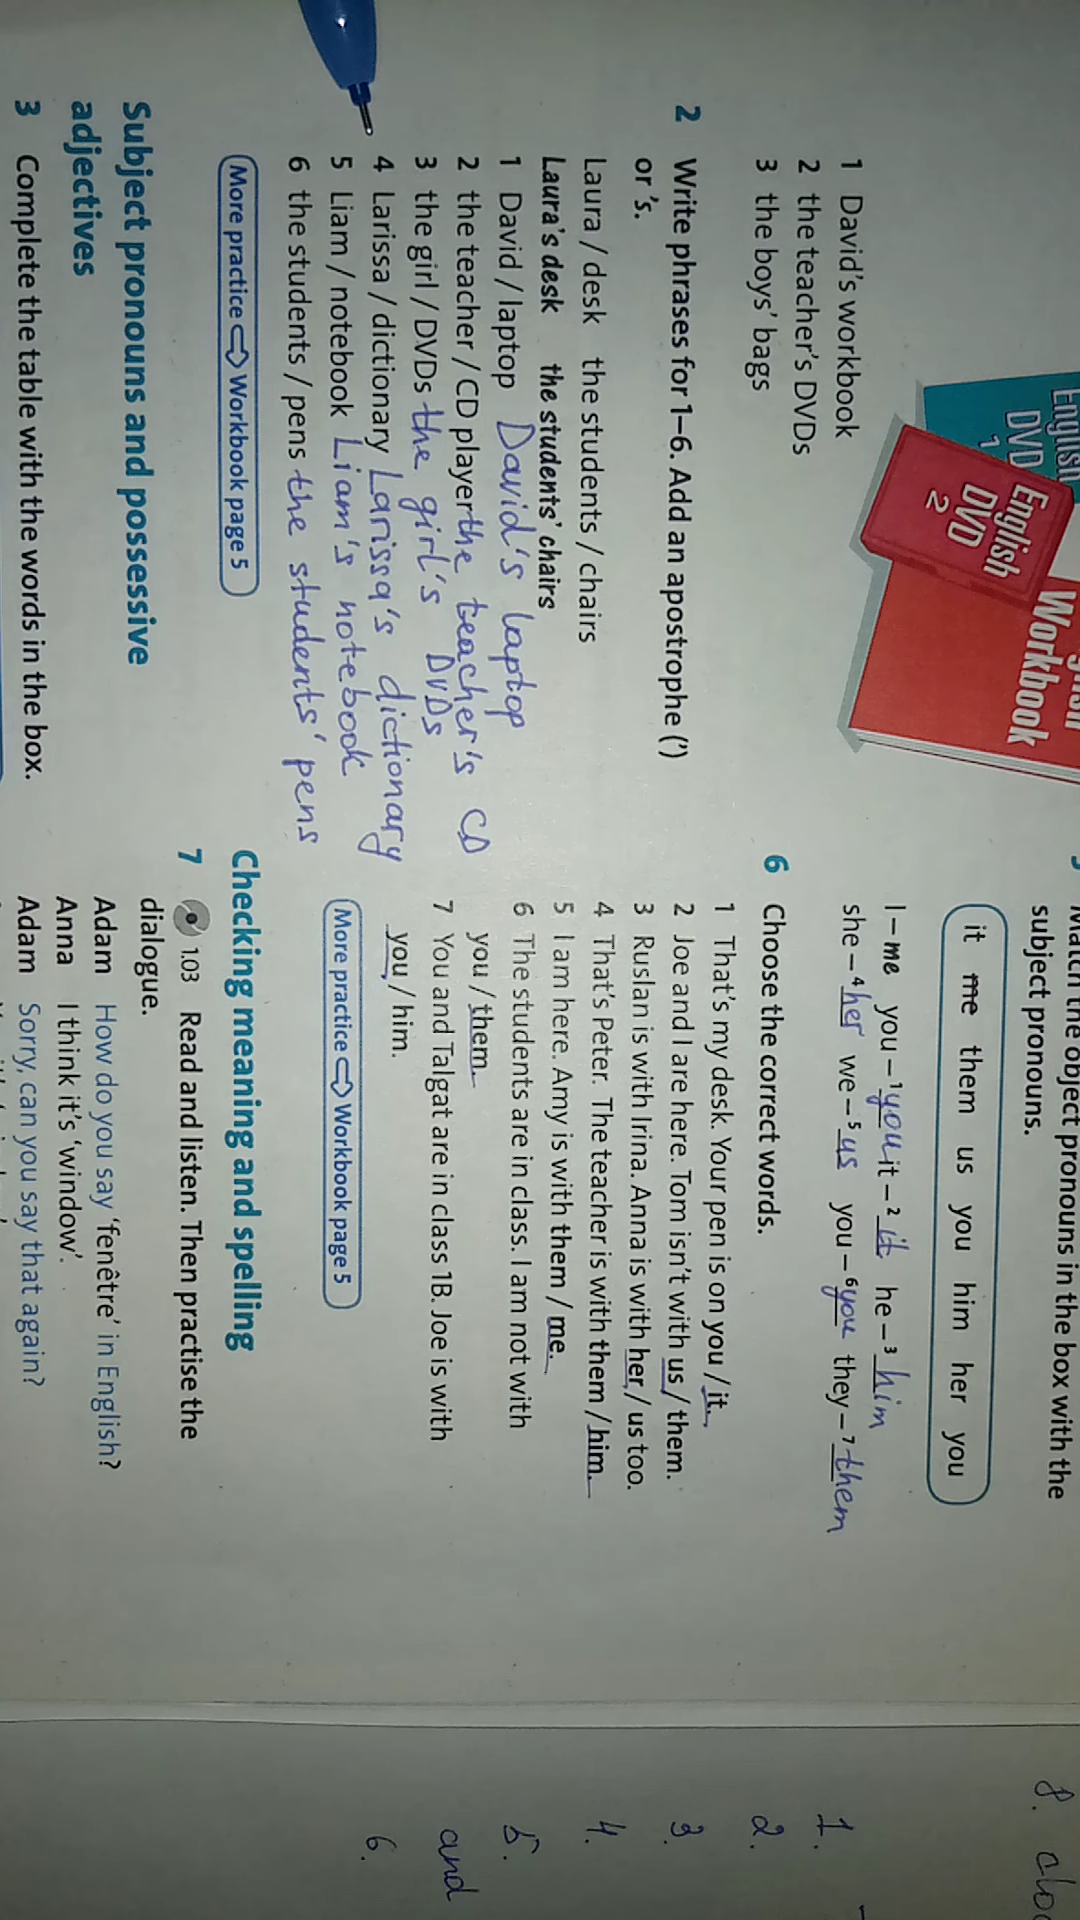 English
DVD
1
English
DVD
2
Workbook
1 David's workbook
2 the teacher's DVDs
3 the boys' bags
2 Write phrases for 1–6. Add an apostrophe (')
or 's.
Laura / desk the students / chairs
Laura's desk the students' chairs
1 David / laptop David's laptop
2 the teacher / CD player the teacher's CD
3 the girl / DVDs the girl's DVDs
4 Larissa / dictionary Larissa's dictionary
5 Liam / notebook Liam's notebook
6 the students / pens the students' pens
More practice ⇨ Workbook page 5
Subject pronouns and possessive
adjectives
3 Complete the table with the words in the box.
Match the object pronouns in the box with the
subject pronouns.
it me them us you him her you
I – me you – 1 you it – 2 it he – 3 him
she – 4 her we – 5 us you – 6 you they – 7 them
6 Choose the correct words.
1 That's my desk. Your pen is on you / it.
2 Joe and I are here. Tom isn't with us / them.
3 Ruslan is with Irina. Anna is with her / us too.
4 That's Peter. The teacher is with them / him.
5 I am here. Amy is with them / me.
6 The students are in class. I am not with
you / them.
7 You and Talgat are in class 1B. Joe is with
you / him.
More practice ⇨ Workbook page 5
Checking meaning and spelling
7 1.03 Read and listen. Then practise the
dialogue.
Adam How do you say 'fenêtre' in English?
Anna I think it's 'window'.
Adam Sorry, can you say that again?
8.
1.
2.
3.
4.
5.
and
6.